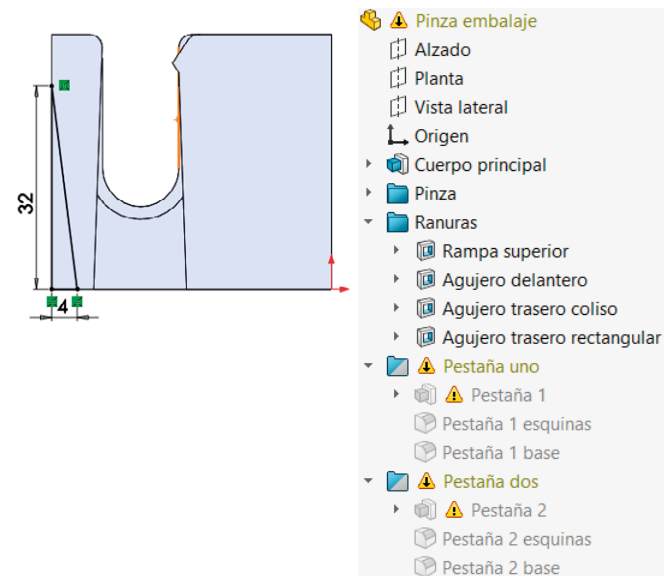 32
4
Pinza embalaje
Alzado
Planta
Vista lateral
Origen
Cuerpo principal
Pinza
Ranuras
Rampa superior
Agujero delantero
Agujero trasero coliso
Agujero trasero rectangular
Pestaña uno
Pestaña 1
Pestaña 1 esquinas
Pestaña 1 base
Pestaña dos
Pestaña 2
Pestaña 2 esquinas
Pestaña 2 base